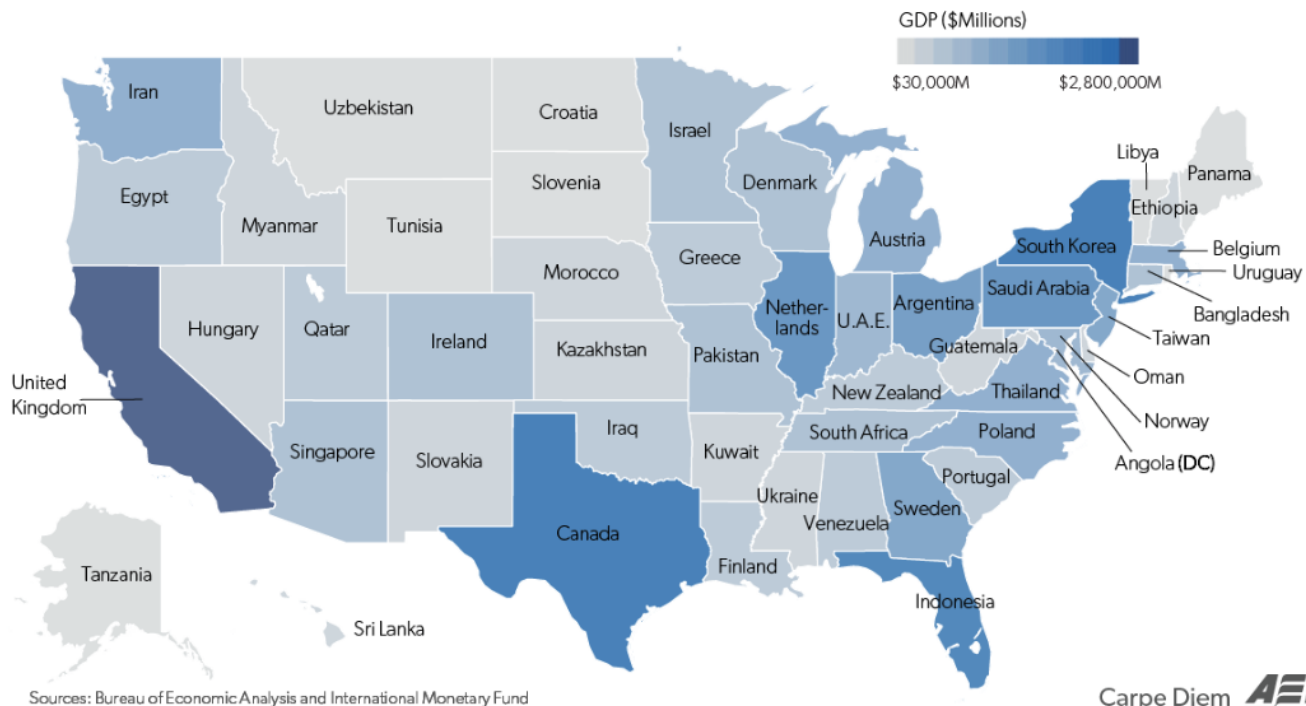 GDP ($Millions)
$30,000M
$2,800,000M
Iran
Uzbekistan
Croatia
Israel
Libya
Panama
Egypt
Myanmar
Tunisia
Slovenia
Denmark
Ethiopia
Austria
South Korea
Belgium
Greece
Morocco
Uruguay
Hungary
Qatar
Ireland
Nether-
lands
U.A.E.
Argentina
Saudi Arabia
Bangladesh
Taiwan
Kazakhstan
Pakistan
Guatemala
Oman
United
Kingdom
New Zealand
Thailand
Norway
Singapore
Slovakia
Iraq
South Africa
Poland
Kuwait
Angola (DC)
Portugal
Ukraine
Venezuela
Sweden
Canada
Finland
Tanzania
Indonesia
Sri Lanka
Sources: Bureau of Economic Analysis and International Monetary Fund
Carpe Diem